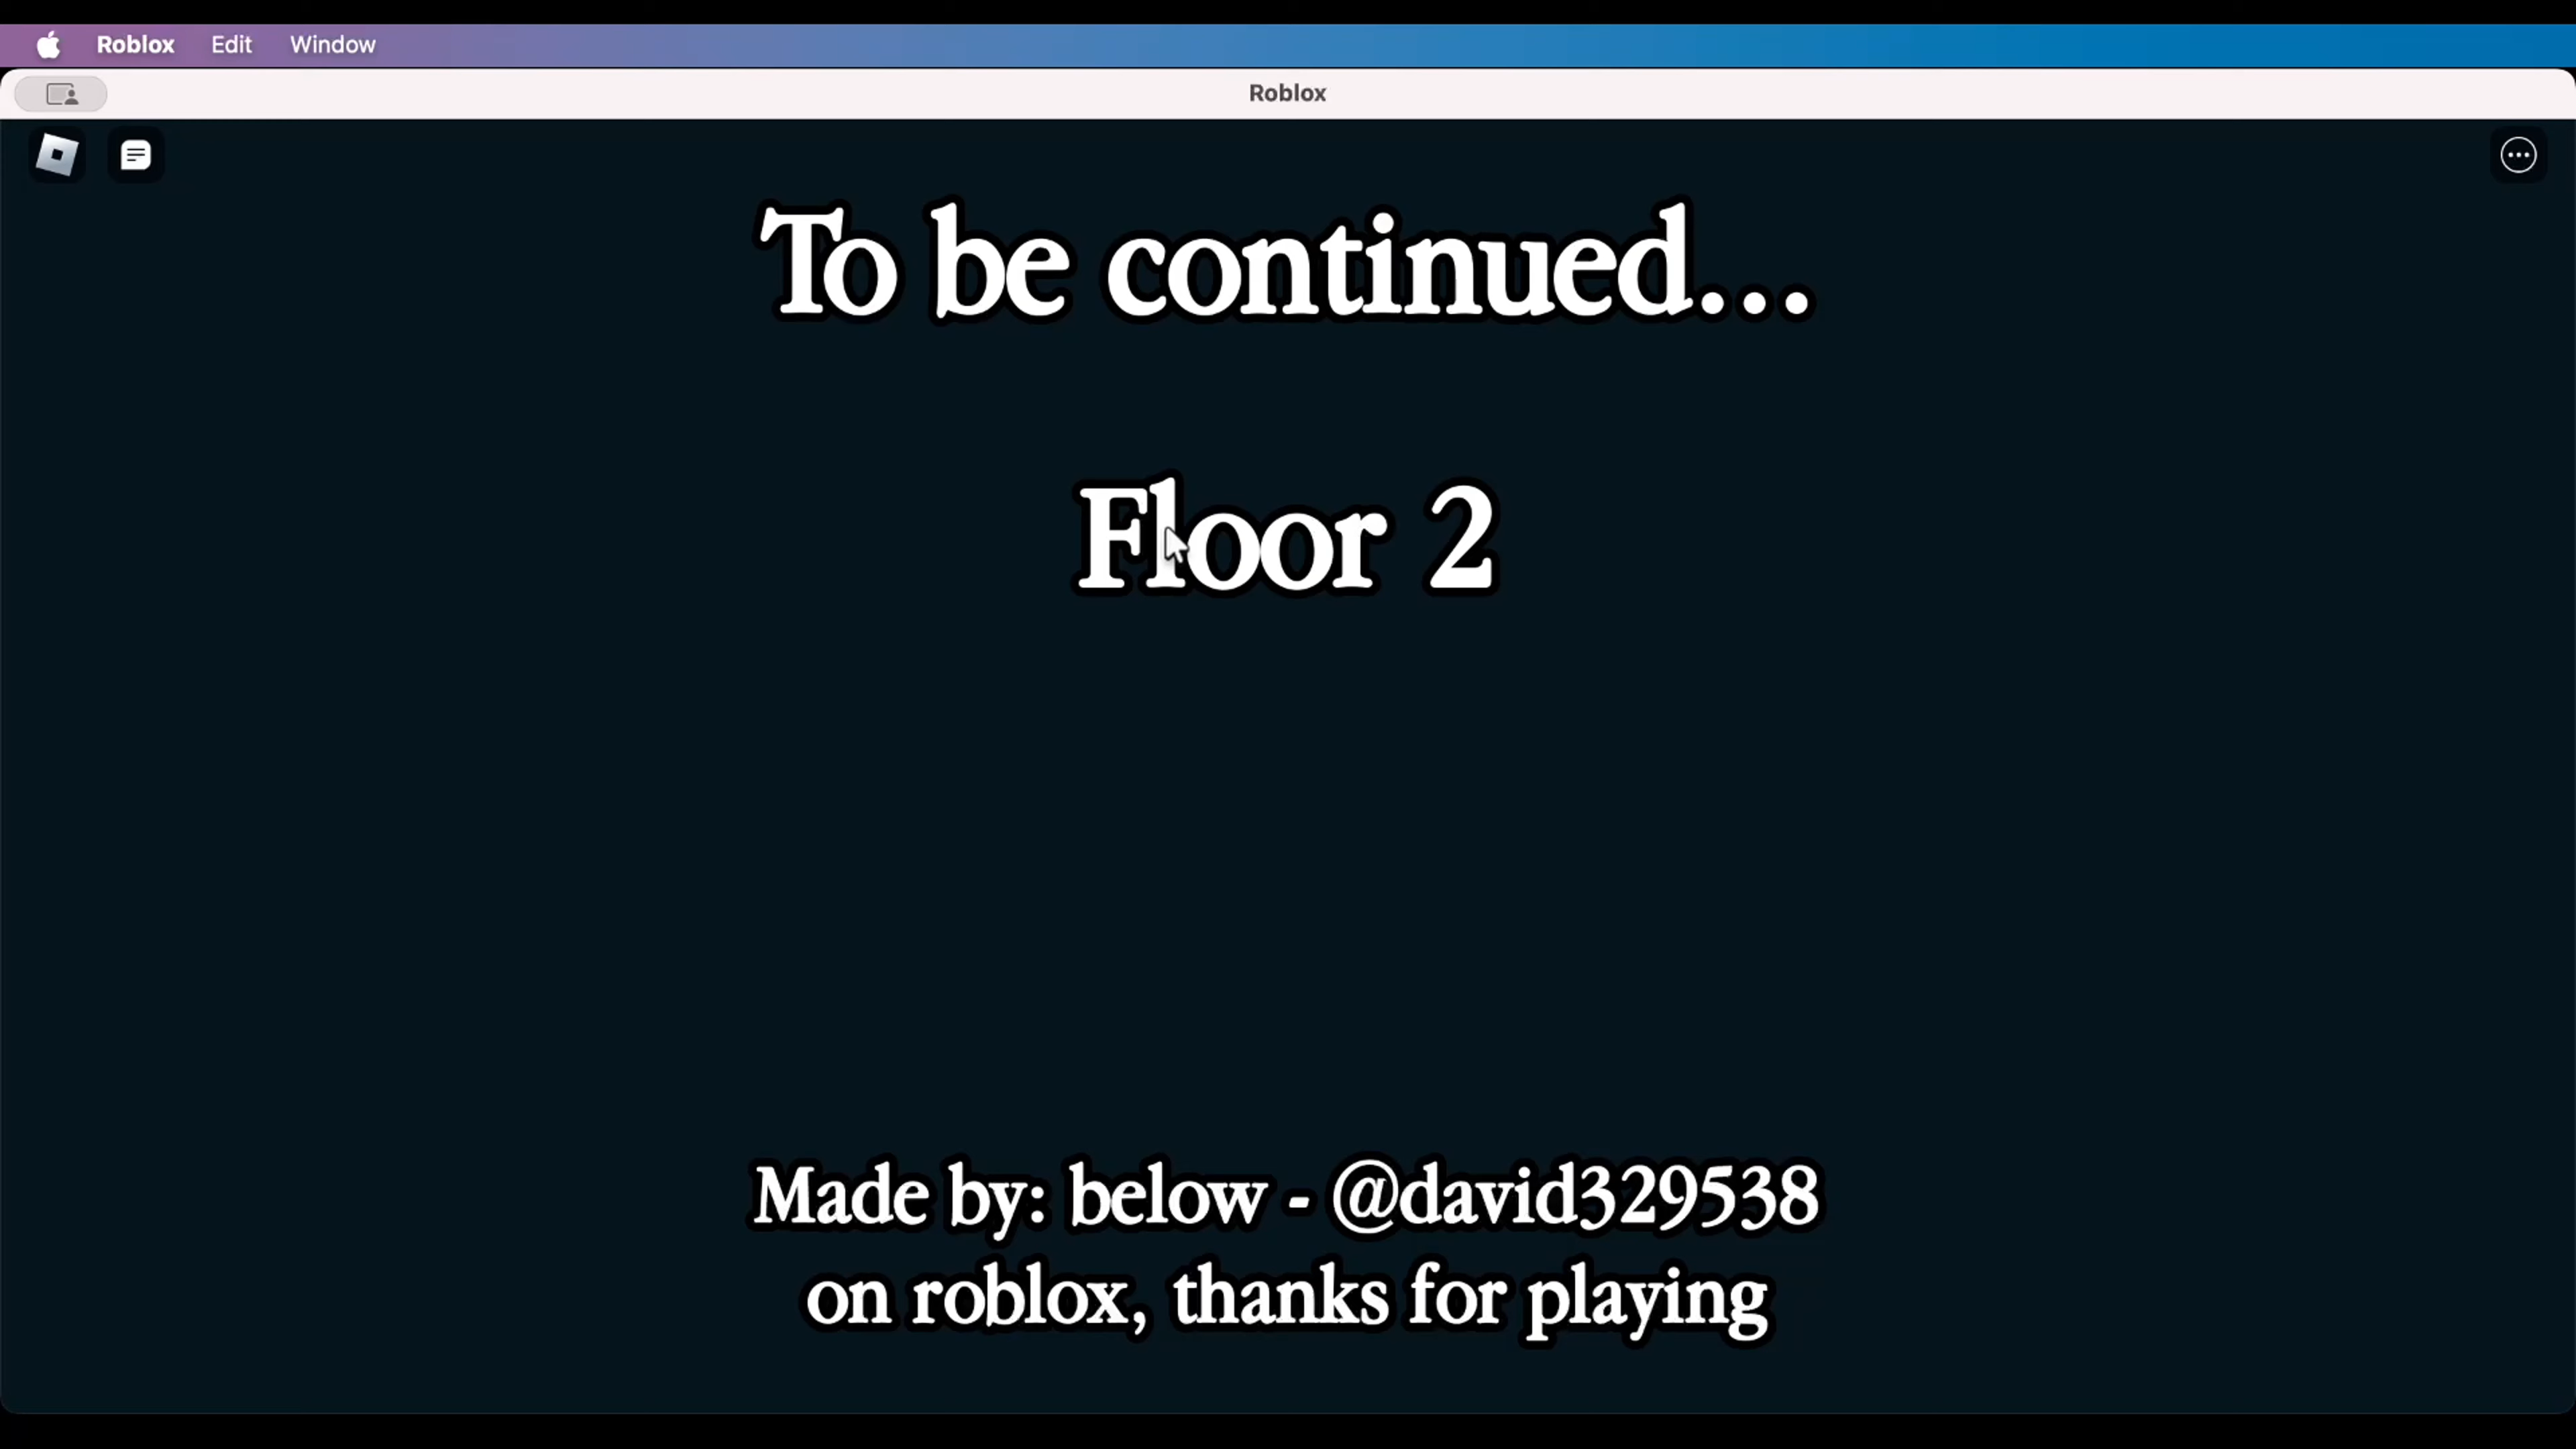 Roblox Edit Window
Roblox
To be continued...
Floor 2
Made by: below - @david329538
on roblox, thanks for playing